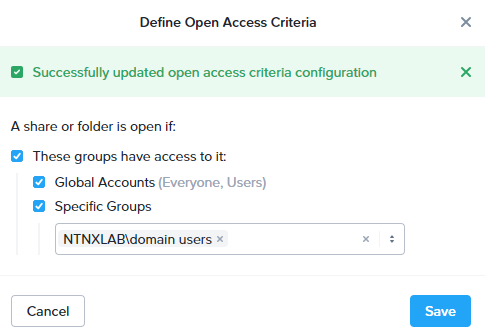 Define Open Access Criteria
Successfully updated open access criteria configuration
A share or folder is open if:
These groups have access to it:
Global Accounts (Everyone, Users)
Specific Groups
NTNXLAB\domain users
Cancel
Save